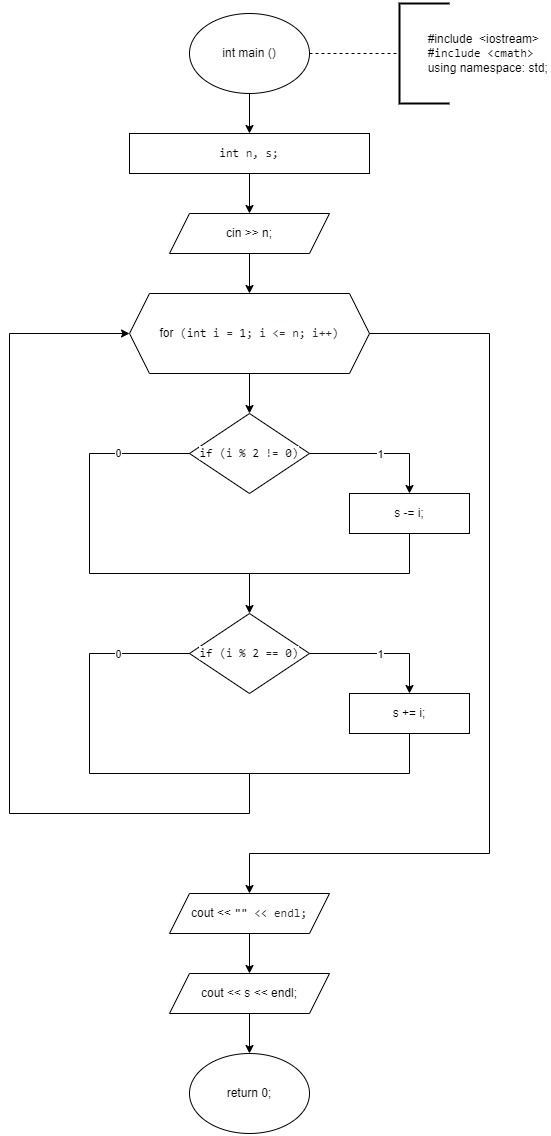 int main ()
#include <iostream>
#include <cmath>
using namespace: std;
int n, s;
cin >> n;
for (int i = 1; i <= n; i++)
0
if (i % 2 != 0)
1
s -= i;
0
if (i % 2 == 0)
1
s += i;
cout << "" << endl;
cout << s << endl;
return 0;